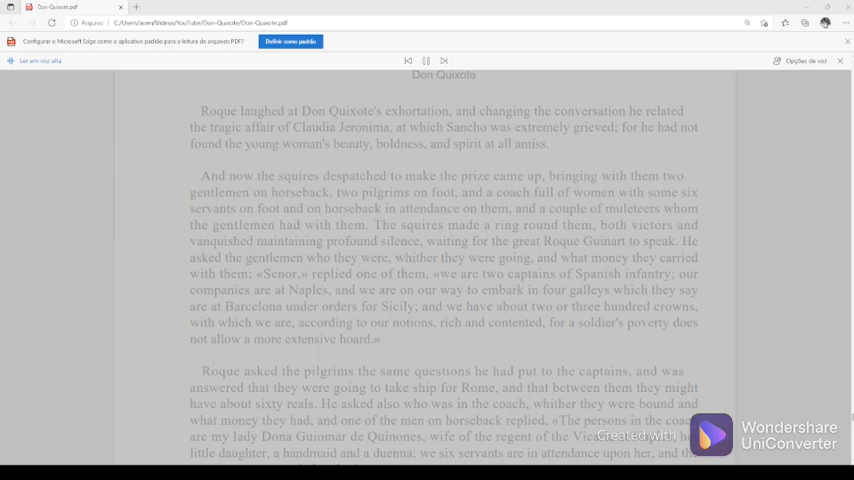 Don-Quixote.pdf
Arquivo
C:/Users/acers/Videos/YouTube/Don-Quixote/Don-Quixote.pdf
Configurar o Microsoft Edge como o aplicativo padrão para a leitura de arquivos PDF?
Definir como padrão
Ler em voz alta
Opções de voz
Don Quixote
Roque laughed at Don Quixote's exhortation, and changing the conversation he related
the tragic affair of Claudia Jeronima, at which Sancho was extremely grieved; for he had not
found the young woman's beauty, boldness, and spirit at all amiss.
And now the squires despatched to make the prize came up, bringing with them two
gentlemen on horseback, two pilgrims on foot, and a coach full of women with some six
servants on foot and on horseback in attendance on them, and a couple of muleteers whom
the gentlemen had with them. The squires made a ring round them, both victors and
vanquished maintaining profound silence, waiting for the great Roque Guinart to speak. He
asked the gentlemen who they were, whither they were going, and what money they carried
with them; «Senor,» replied one of them, «we are two captains of Spanish infantry; our
companies are at Naples, and we are on our way to embark in four galleys which they say
are at Barcelona under orders for Sicily; and we have about two or three hundred crowns,
with which we are, according to our notions, rich and contented, for a soldier's poverty does
not allow a more extensive hoard.»
Roque asked the pilgrims the same questions he had put to the captains, and was
answered that they were going to take ship for Rome, and that between them they might
have about sixty reals. He asked also who was in the coach, whither they were bound and
what money they had, and one of the men on horseback replied, «The persons in the coach
are my lady Dona Guiomar de Quinones, wife of the regent of the
little daughter, a handmaid and a duenna; we six servants are in attendance upon her, and the
Created with
Wondershare
UniConverter